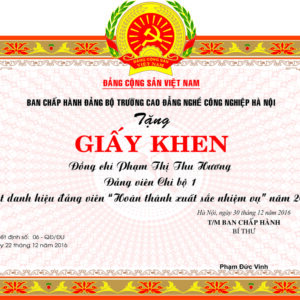 ĐẢNG CỘNG SẢN
VIỆT NAM
ĐẢNG CỘNG SẢN VIỆT NAM
BAN CHẤP HÀNH ĐẢNG BỘ TRƯỜNG CAO ĐẲNG NGHỀ CÔNG NGHIỆP HÀ NỘI
Tặng
GIẤY KHEN
Đồng chí Phạm Thị Thu Hương
Đảng viên Chi bộ 1
t danh hiệu đảng viên “Hoàn thành xuất sắc nhiệm vụ” năm 20
Hà Nội, ngày 30 tháng 12 năm 2016
T/M BAN CHẤP HÀNH
BÍ THƯ
ết định số: 06 - QĐ/ĐU
y 22 tháng 12 năm 2016
Phạm Đức Vinh